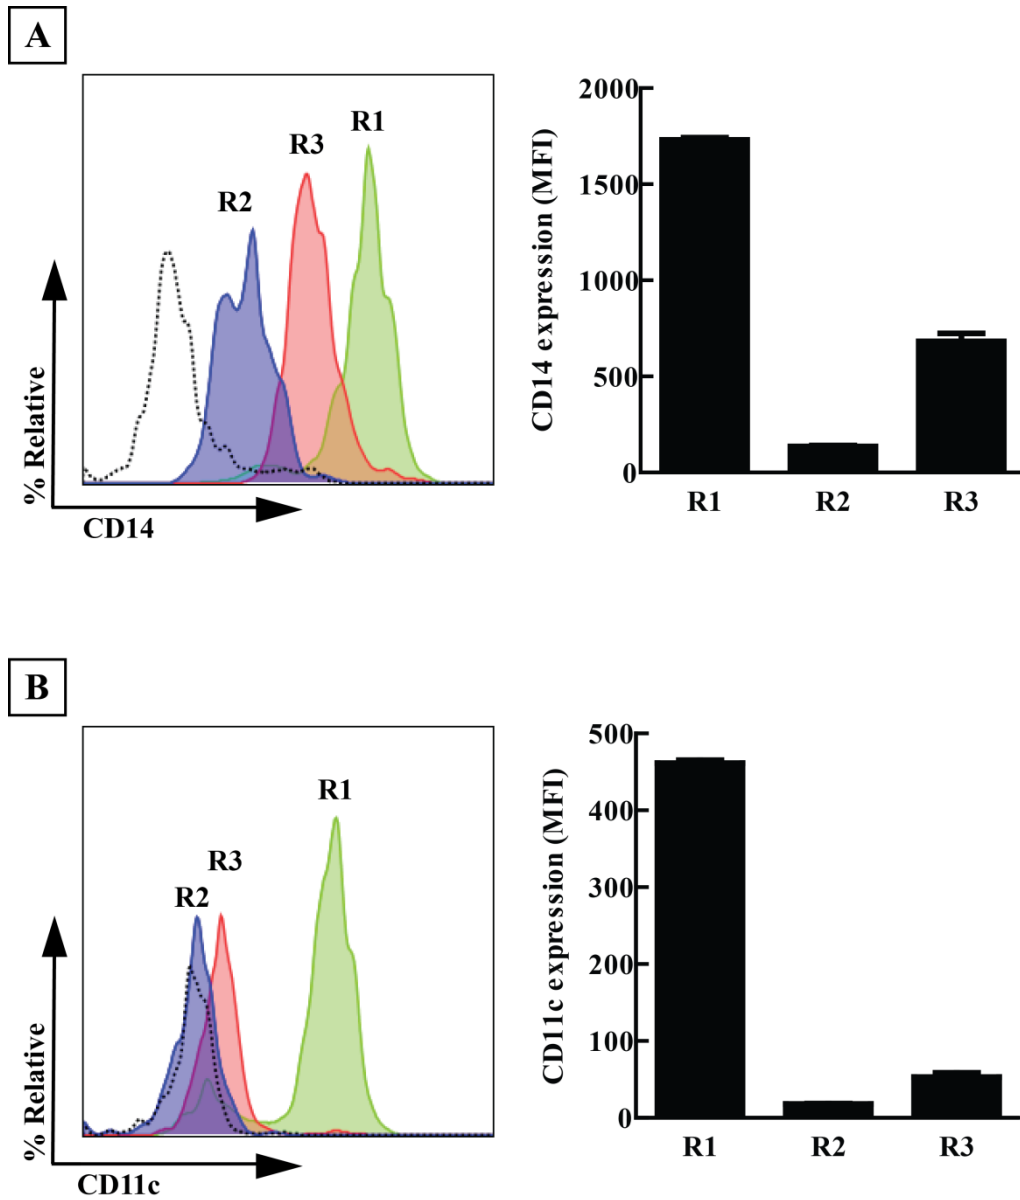 A
R1
R3
R2
% Relative
CD14
CD14 expression (MFI)
2000
1500
1000
500
0
R1 R2 R3
B
R1
R3
R2
% Relative
CD11c
CD11c expression (MFI)
500
400
300
200
100
0
R1 R2 R3